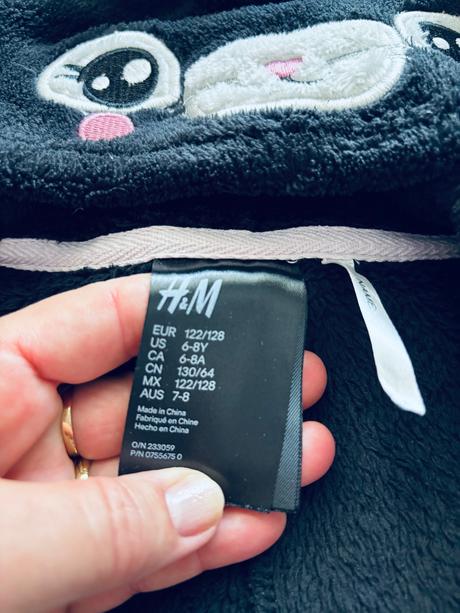 H&M
EUR 122/128
US 6-8Y
CA 6-8A
CN 130/64
MX 122/128
AUS 7-8
Made in China
Fabriqué en Chine
Hecho en China
O/N 233059
P/N 0755675 0
NAME